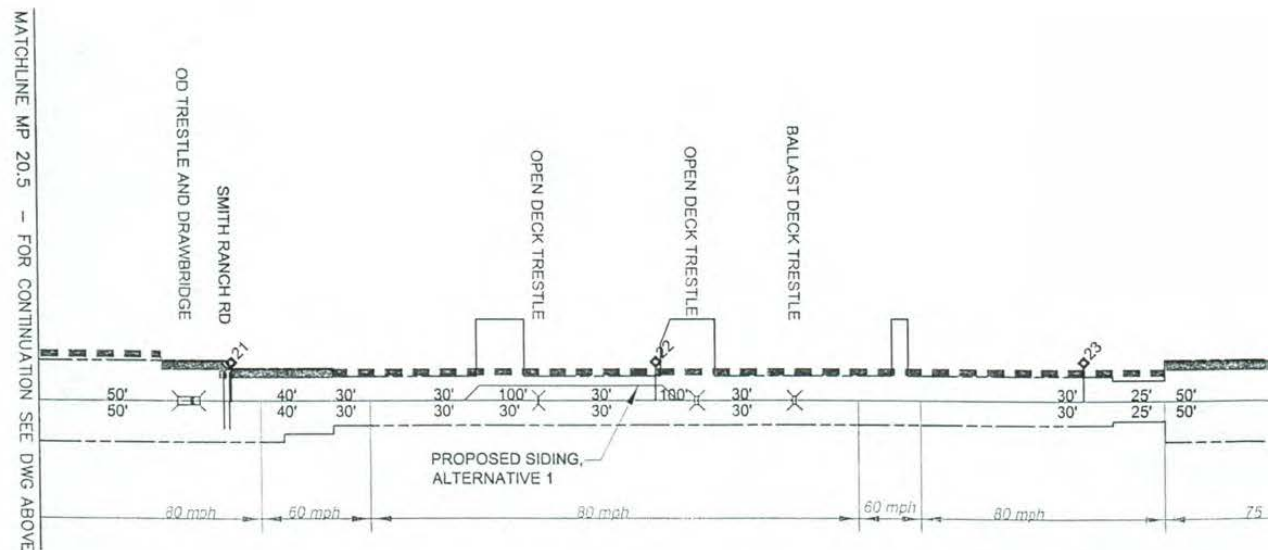 MATCHLINE MP 20.5 — FOR CONTINUATION SEE DWG ABOVE
OD TRESTLE AND DRAWBRIDGE
SMITH RANCH RD
OPEN DECK TRESTLE
OPEN DECK TRESTLE
BALLAST DECK TRESTLE
21
22
23
50' 40' 30' 30' 100' 30' 100' 30' 30' 25' 50'
50' 40' 30' 30' 30' 30' 30' 30' 25' 50'
PROPOSED SIDING,
ALTERNATIVE 1
80 mph 60 mph 80 mph 60 mph 80 mph 75